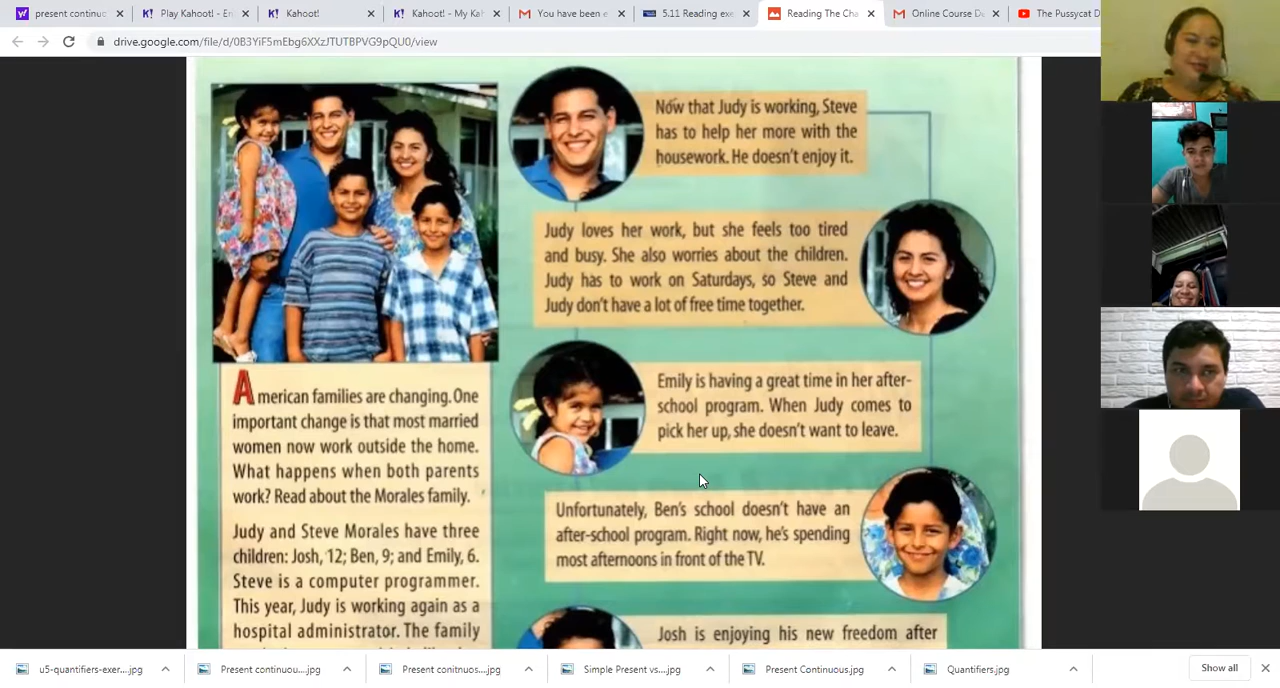 present continuo
Play Kahoot! - En
Kahoot!
Kahoot! - My Kah
You have been e
5.11 Reading exe
Reading The Cha
Online Course D
The Pussycat D
drive.google.com/file/d/0B3YiF5mEbg6XXzJTUTBPVG9pQU0/view
Now that Judy is working, Steve
has to help her more with the
housework. He doesn't enjoy it.
Judy loves her work, but she feels too tired
and busy. She also worries about the children.
Judy has to work on Saturdays, so Steve and
Judy don't have a lot of free time together.
Emily is having a great time in her after-
school program. When Judy comes to
pick her up, she doesn't want to leave.
Unfortunately, Ben's school doesn't have an
after-school program. Right now, he's spending
most afternoons in front of the TV.
Josh is enjoying his new freedom after
American families are changing. One
important change is that most married
women now work outside the home.
What happens when both parents
work? Read about the Morales family.
Judy and Steve Morales have three
children: Josh, 12; Ben, 9; and Emily, 6.
Steve is a computer programmer.
This year, Judy is working again as a
hospital administrator. The family
u5-quantifiers-exer....jpg
Present continuou....jpg
Present continuos....jpg
Simple Present vs....jpg
Present Continuous.jpg
Quantifiers.jpg
Show all